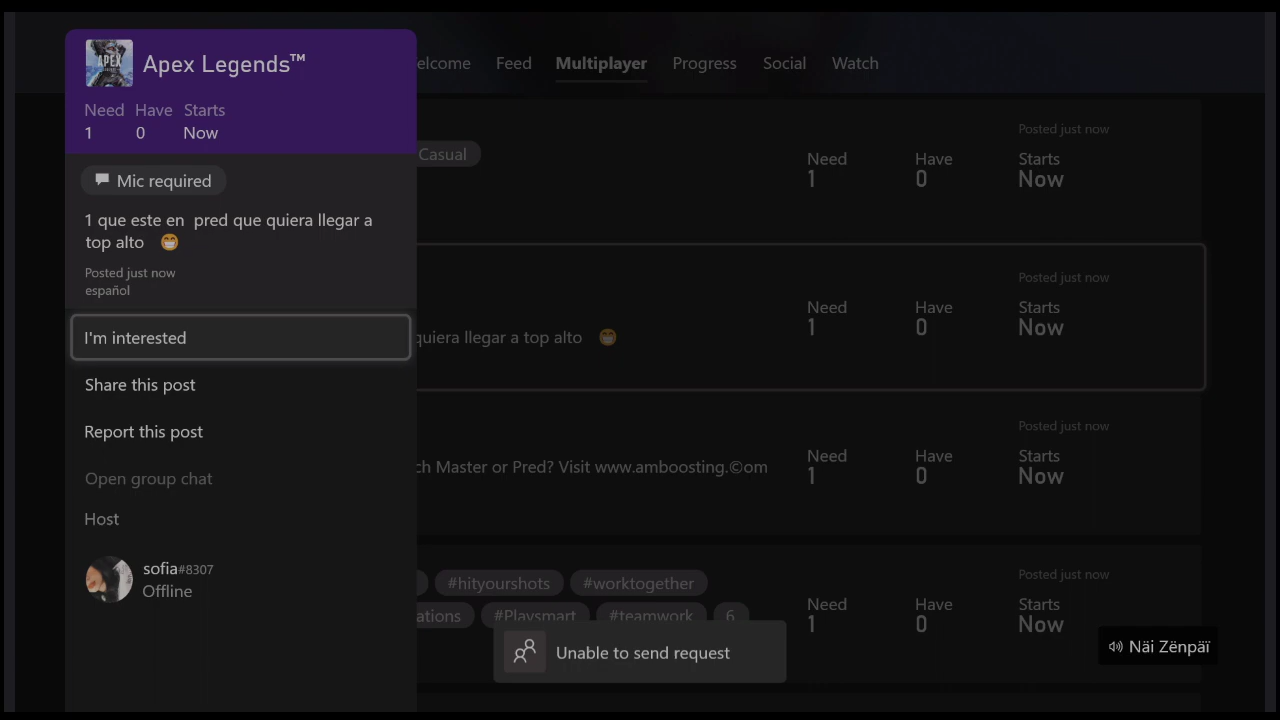 Apex Legends™
Need Have Starts
1 0 Now
Mic required
1 que este en pred que quiera llegar a
top alto 😁
Posted just now
español
I'm interested
Share this post
Report this post
Open group chat
Host
sofia#8307
Offline
elcome Feed Multiplayer Progress Social Watch
Casual
Posted just now
Need Have Starts
1 0 Now
quiera llegar a top alto 😁
Posted just now
Need Have Starts
1 0 Now
ch Master or Pred? Visit www.amboosting.©om
Posted just now
Need Have Starts
1 0 Now
#hityourshots #worktogether
ations #Playsmart #teamwork 6
Posted just now
Need Have Starts
1 0 Now
Unable to send request
Näi Zënpäï